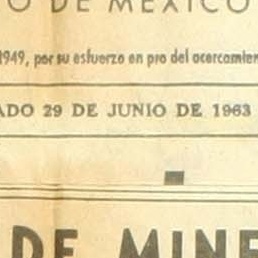 O DE MEXICO
1949, por su esfuerzo en pro del acercamien
ADO 29 DE JUNIO DE 1963
DE MINE